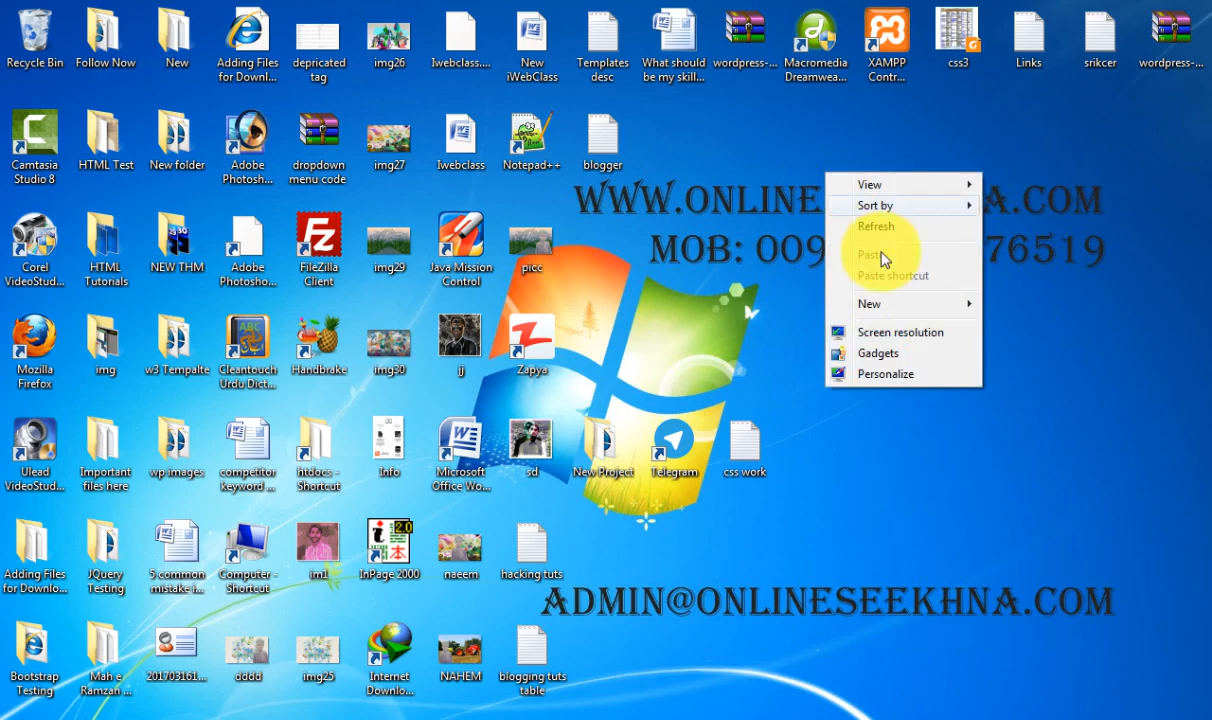 Recycle Bin
Follow Now
New
Adding Files
for Downl...
depricated
tag
img26
Iwebclass....
New
iWebClass
Templates
desc
What should
be my skill...
wordpress-...
Macromedia
Dreamwea...
XAMPP
Contr...
css3
Links
srikcer
wordpress-...
Camtasia
Studio 8
HTML Test
New folder
Adobe
Photosh...
dropdown
menu code
img27
Iwebclass
Notepad++
blogger
WWW.ONLINES
A.COM
MOB: 009
76519
View
Sort by
Refresh
Paste
Paste shortcut
New
Screen resolution
Gadgets
Personalize
Corel
VideoStud...
HTML
Tutorials
NEW THM
Adobe
Photosho...
FileZilla
Client
img29
Java Mission
Control
picc
Mozilla
Firefox
img
w3 Tempalte
Cleantouch
Urdu Dict...
Handbrake
img30
jj
Zapya
Ulead
VideoStud...
Important
files here
wp images
competitor
keyword ...
htdocs -
Shortcut
Info
Microsoft
Office Wo...
sd
New Project
Telegram
css work
Adding Files
for Downlo...
JQuery
Testing
5 common
mistake i...
Computer -
Shortcut
im1
2.0
InPage 2000
naeem
hacking tuts
ADMIN@ONLINESEEKHNA.COM
Bootstrap
Testing
Mah e
Ramzan ...
201703161...
dddd
img25
Internet
Downlo...
NAHEM
blogging tuts
table